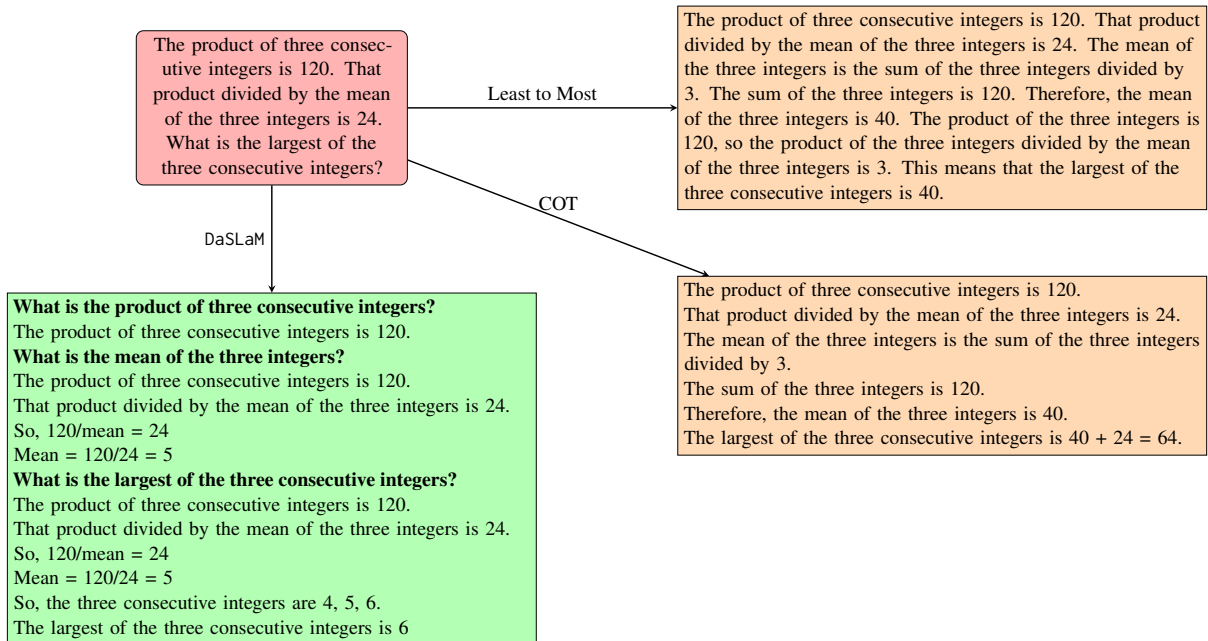 The product of three consec-
utive integers is 120. That
product divided by the mean
of the three integers is 24.
What is the largest of the
three consecutive integers?
Least to Most
The product of three consecutive integers is 120. That product
divided by the mean of the three integers is 24. The mean of
the three integers is the sum of the three integers divided by
3. The sum of the three integers is 120. Therefore, the mean
of the three integers is 40. The product of the three integers is
120, so the product of the three integers divided by the mean
of the three integers is 3. This means that the largest of the
three consecutive integers is 40.
COT
The product of three consecutive integers is 120.
That product divided by the mean of the three integers is 24.
The mean of the three integers is the sum of the three integers
divided by 3.
The sum of the three integers is 120.
Therefore, the mean of the three integers is 40.
The largest of the three consecutive integers is 40 + 24 = 64.
DaSLaM
What is the product of three consecutive integers?
The product of three consecutive integers is 120.
What is the mean of the three integers?
The product of three consecutive integers is 120.
That product divided by the mean of the three integers is 24.
So, 120/mean = 24
Mean = 120/24 = 5
What is the largest of the three consecutive integers?
The product of three consecutive integers is 120.
That product divided by the mean of the three integers is 24.
So, 120/mean = 24
Mean = 120/24 = 5
So, the three consecutive integers are 4, 5, 6.
The largest of the three consecutive integers is 6